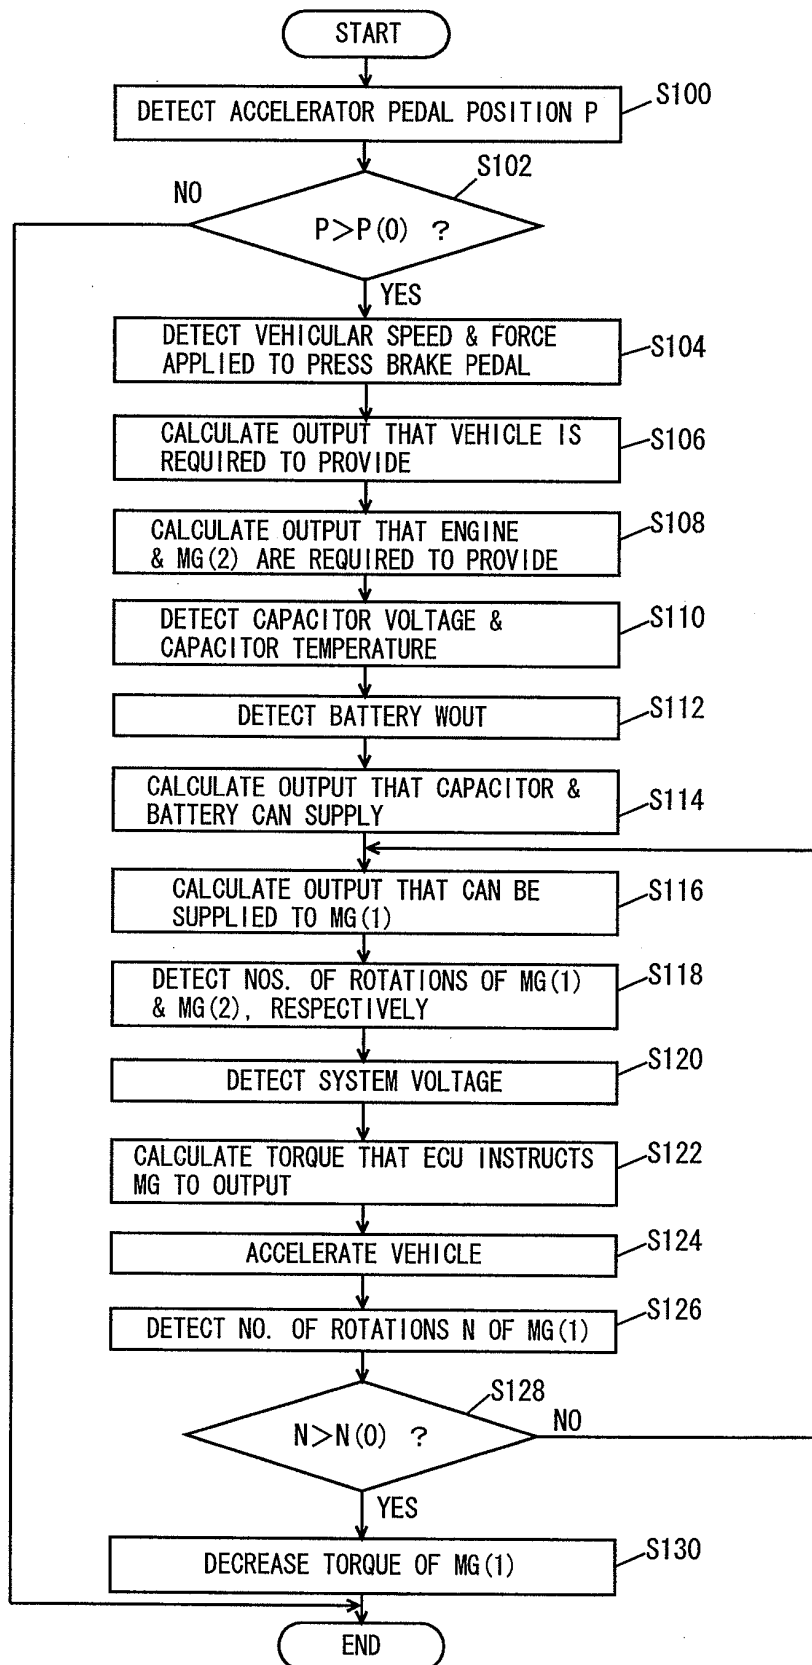 START
DETECT ACCELERATOR PEDAL POSITION P
S100
S102
NO
P>P(0) ?
YES
DETECT VEHICULAR SPEED & FORCE
APPLIED TO PRESS BRAKE PEDAL
S104
CALCULATE OUTPUT THAT VEHICLE IS
REQUIRED TO PROVIDE
S106
CALCULATE OUTPUT THAT ENGINE
& MG(2) ARE REQUIRED TO PROVIDE
S108
DETECT CAPACITOR VOLTAGE &
CAPACITOR TEMPERATURE
S110
DETECT BATTERY WOUT
S112
CALCULATE OUTPUT THAT CAPACITOR &
BATTERY CAN SUPPLY
S114
CALCULATE OUTPUT THAT CAN BE
SUPPLIED TO MG(1)
S116
DETECT NOS. OF ROTATIONS OF MG(1)
& MG(2), RESPECTIVELY
S118
DETECT SYSTEM VOLTAGE
S120
CALCULATE TORQUE THAT ECU INSTRUCTS
MG TO OUTPUT
S122
ACCELERATE VEHICLE
S124
DETECT NO. OF ROTATIONS N OF MG(1)
S126
S128
N>N(0) ?
NO
YES
DECREASE TORQUE OF MG(1)
S130
END